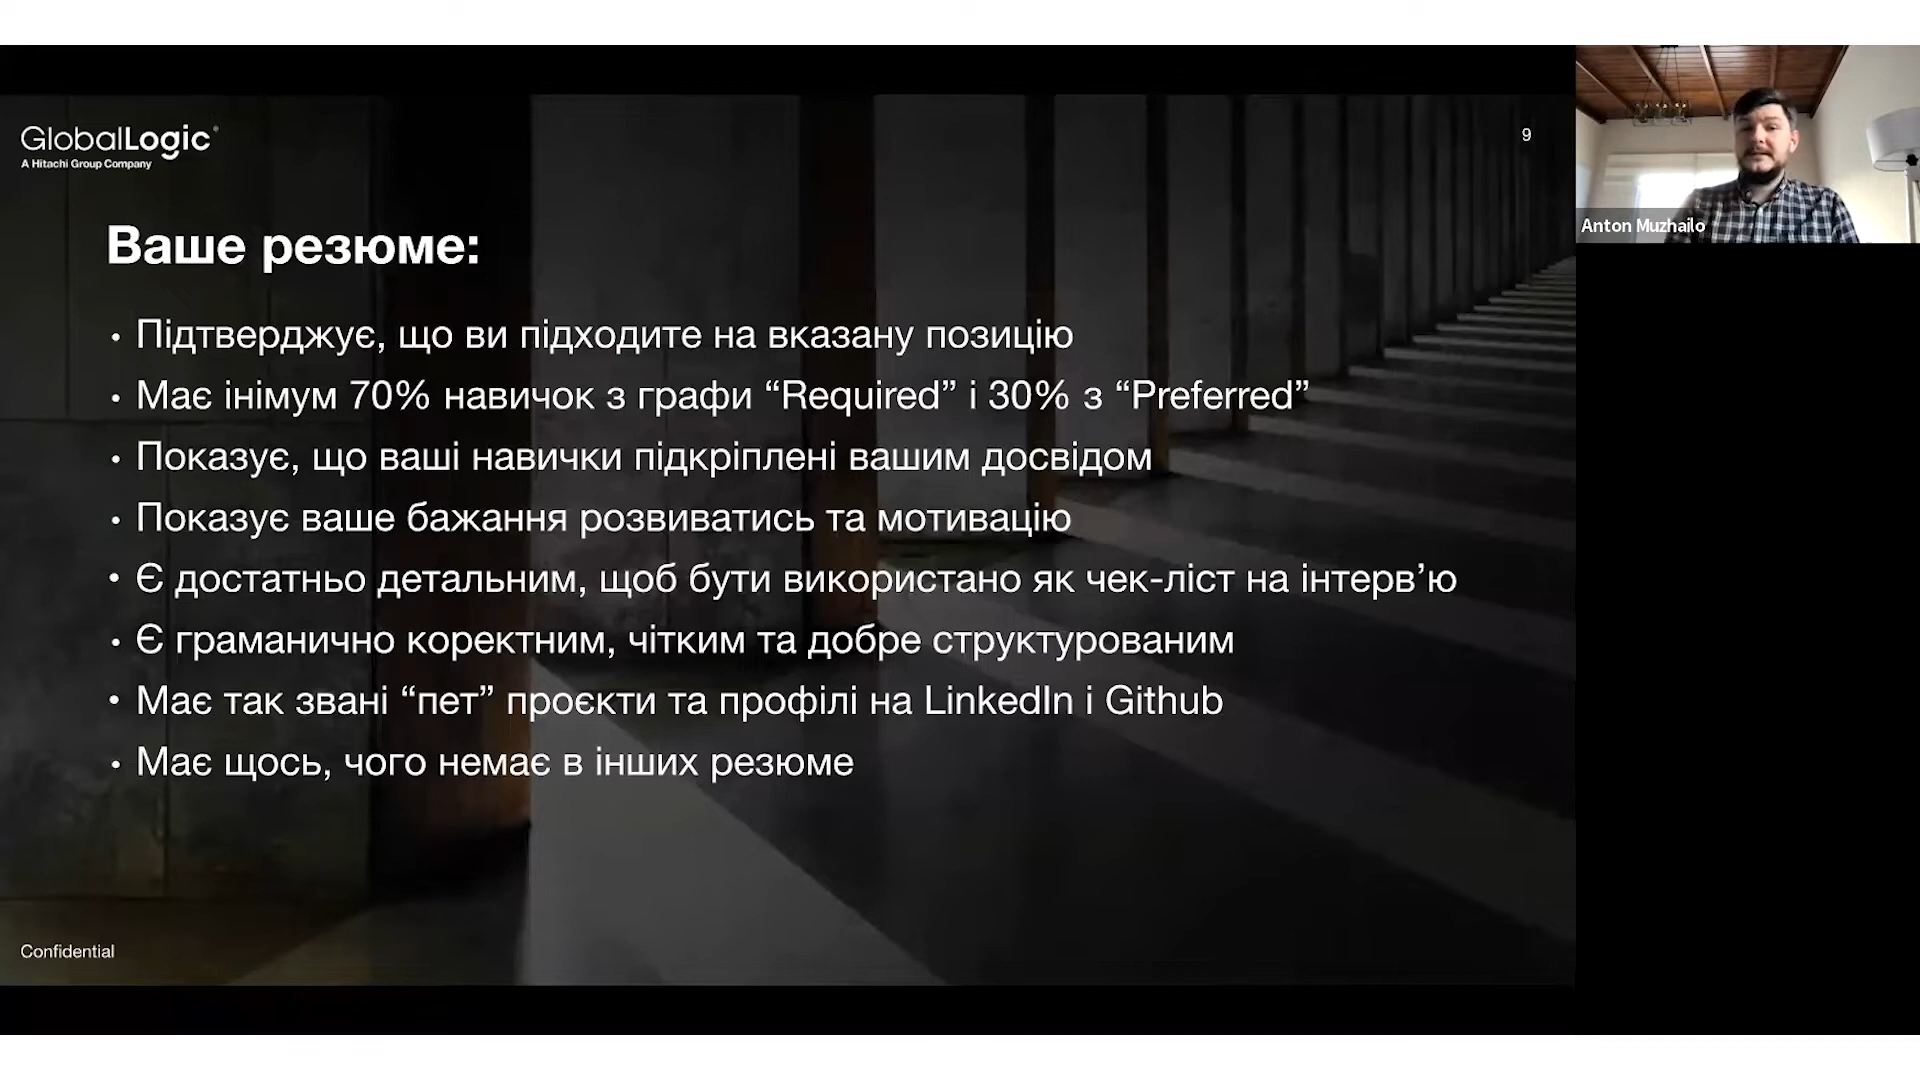 GlobalLogic®
A Hitachi Group Company
9
Ваше резюме:
• Підтверджує, що ви підходите на вказану позицію
• Має інімум 70% навичок з графи “Required” і 30% з “Preferred”
• Показує, що ваші навички підкріплені вашим досвідом
• Показує ваше бажання розвиватись та мотивацію
• Є достатньо детальним, щоб бути використано як чек-ліст на інтерв’ю
• Є граманично коректним, чітким та добре структурованим
• Має так звані “пет” проєкти та профілі на LinkedIn і Github
• Має щось, чого немає в інших резюме
Confidential
Anton Muzhailo